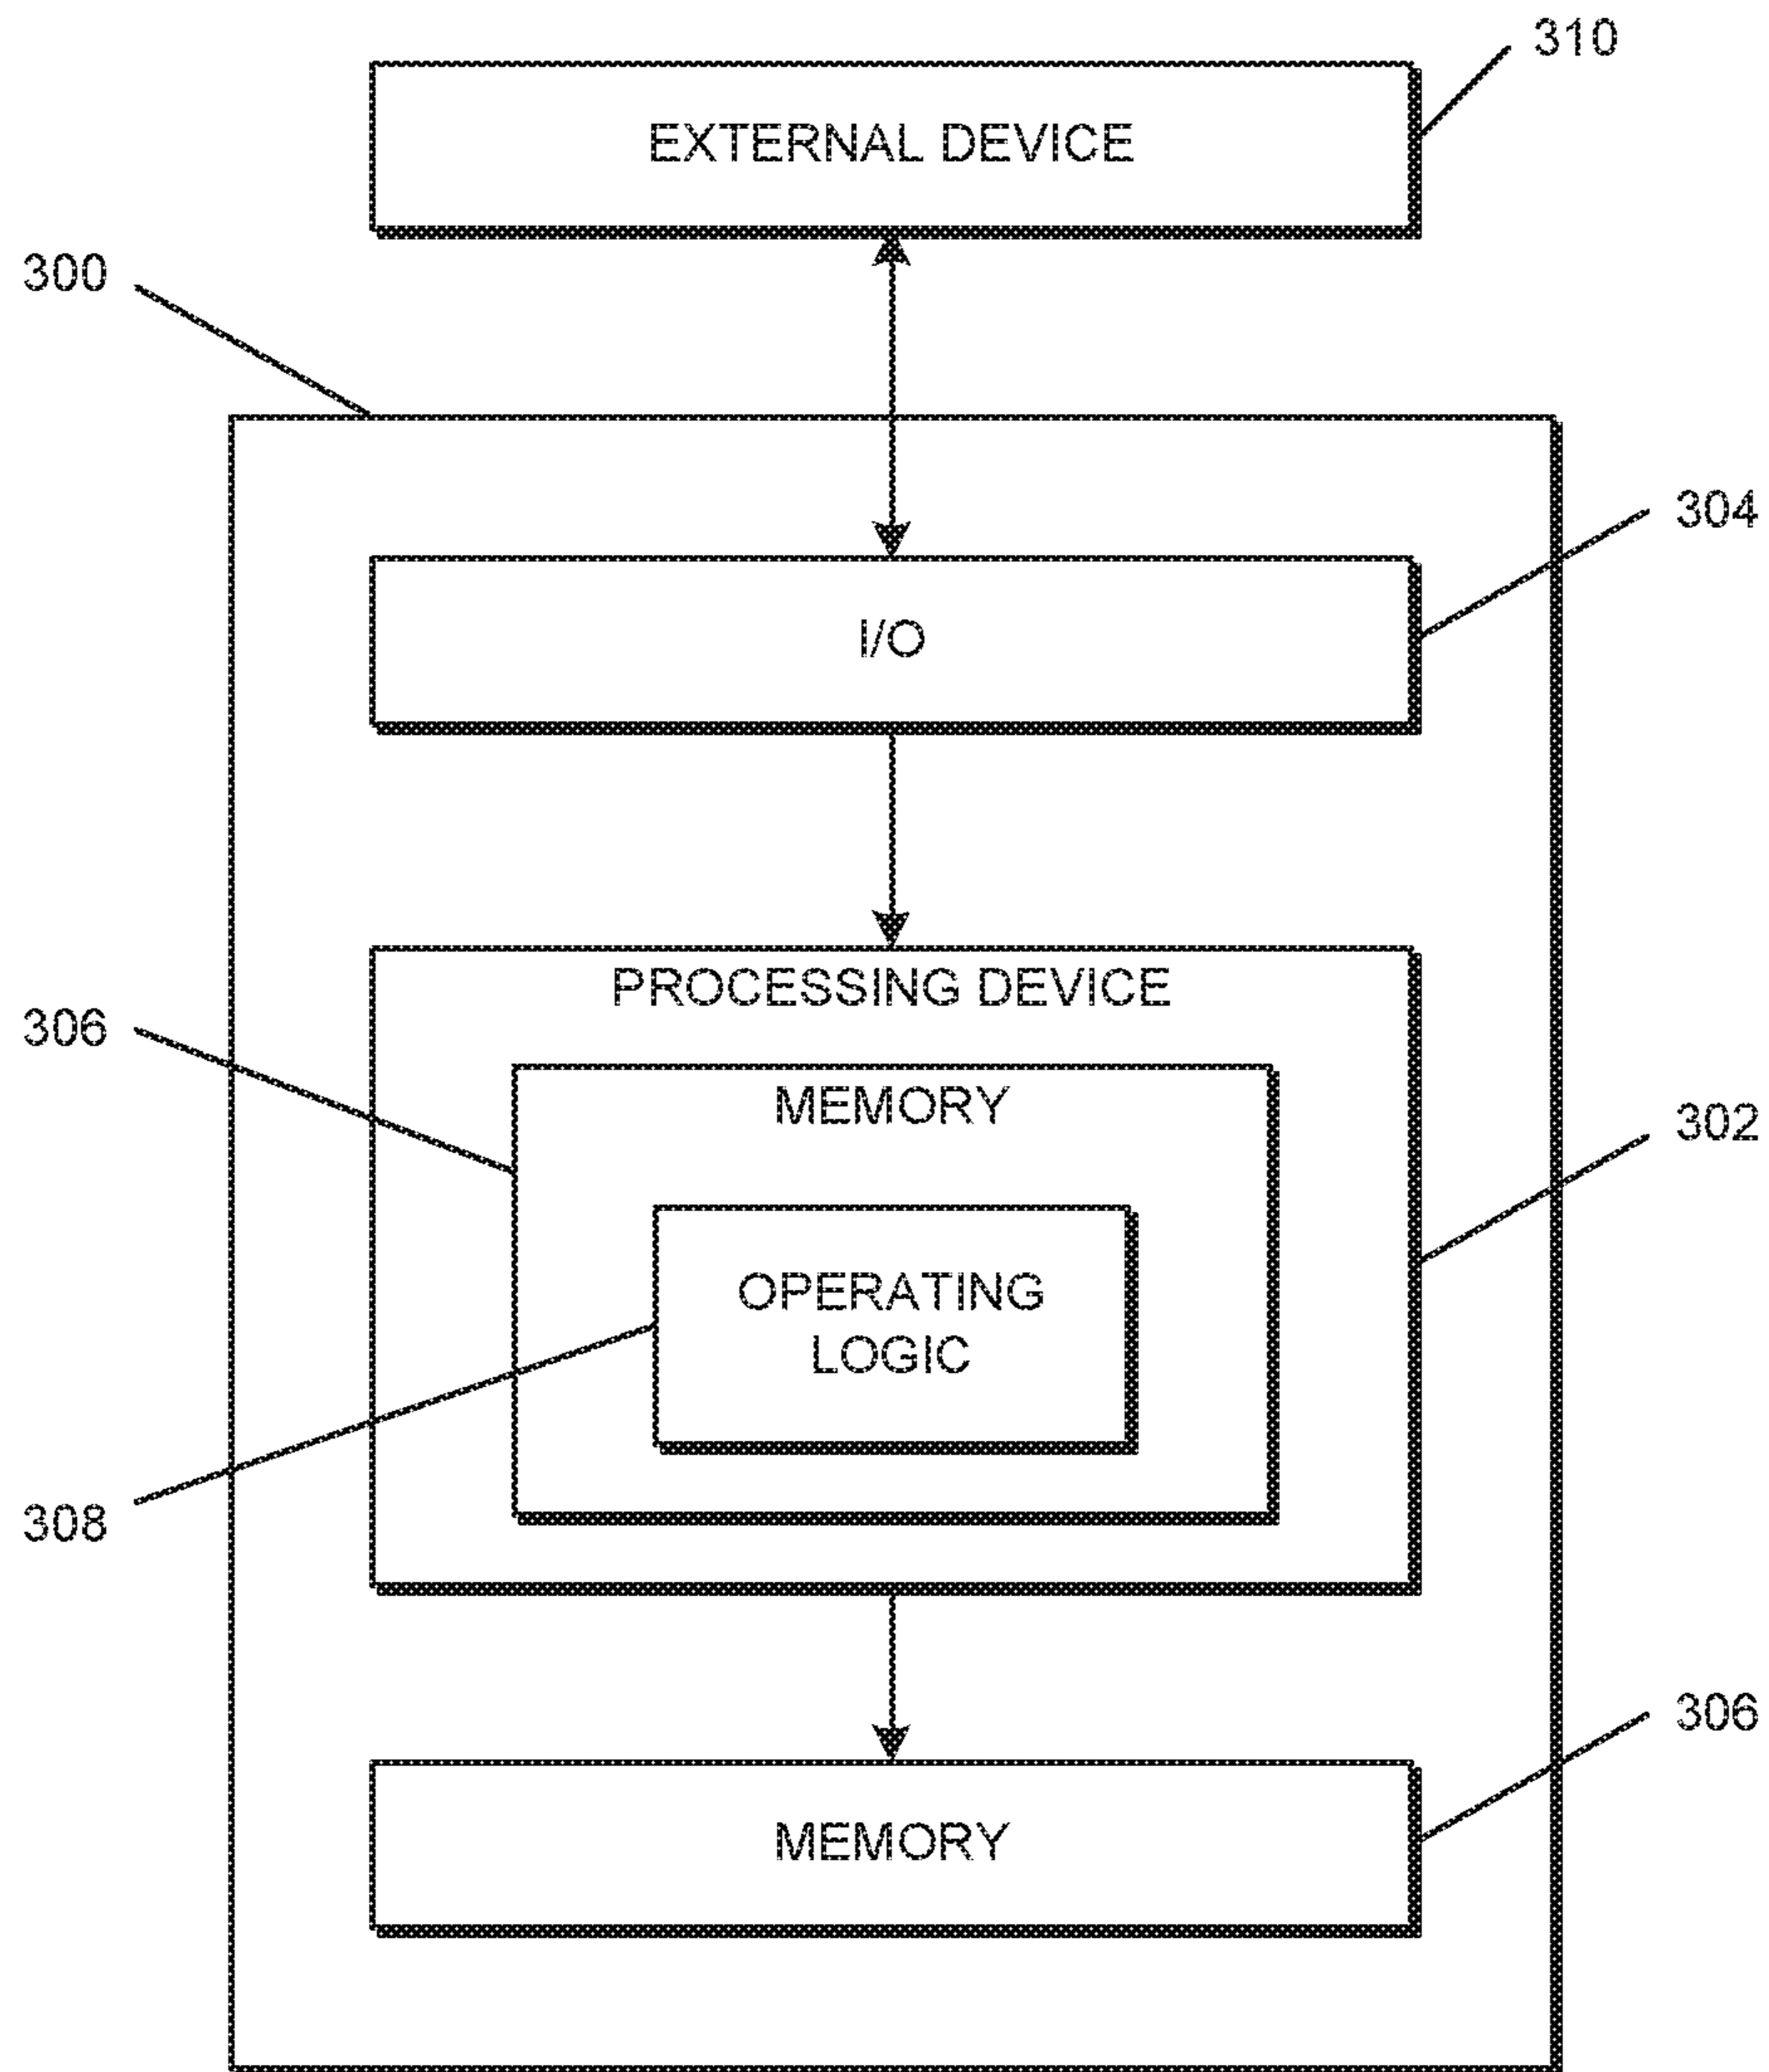 310
EXTERNAL DEVICE
300
304
I/O
PROCESSING DEVICE
306
MEMORY
302
OPERATING
LOGIC
308
306
MEMORY